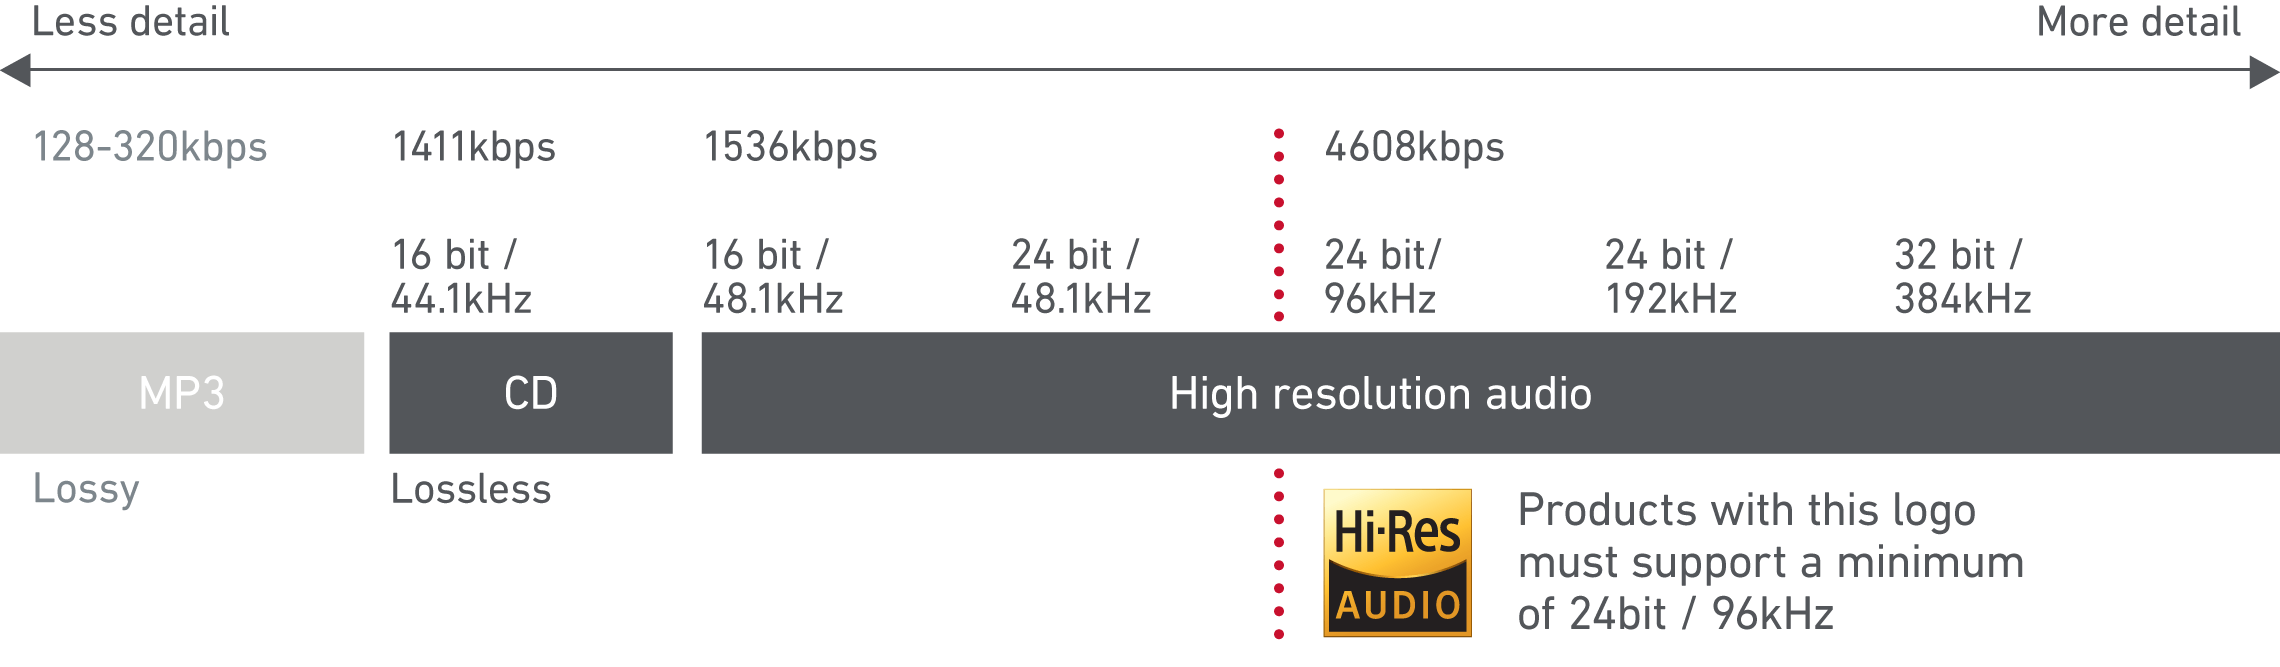 Less detail
More detail
128-320kbps
1411kbps
1536kbps
4608kbps
16 bit /
44.1kHz
16 bit /
48.1kHz
24 bit /
48.1kHz
24 bit/
96kHz
24 bit /
192kHz
32 bit /
384kHz
MP3
CD
High resolution audio
Lossy
Lossless
Hi-Res
AUDIO
Products with this logo
must support a minimum
of 24bit / 96kHz